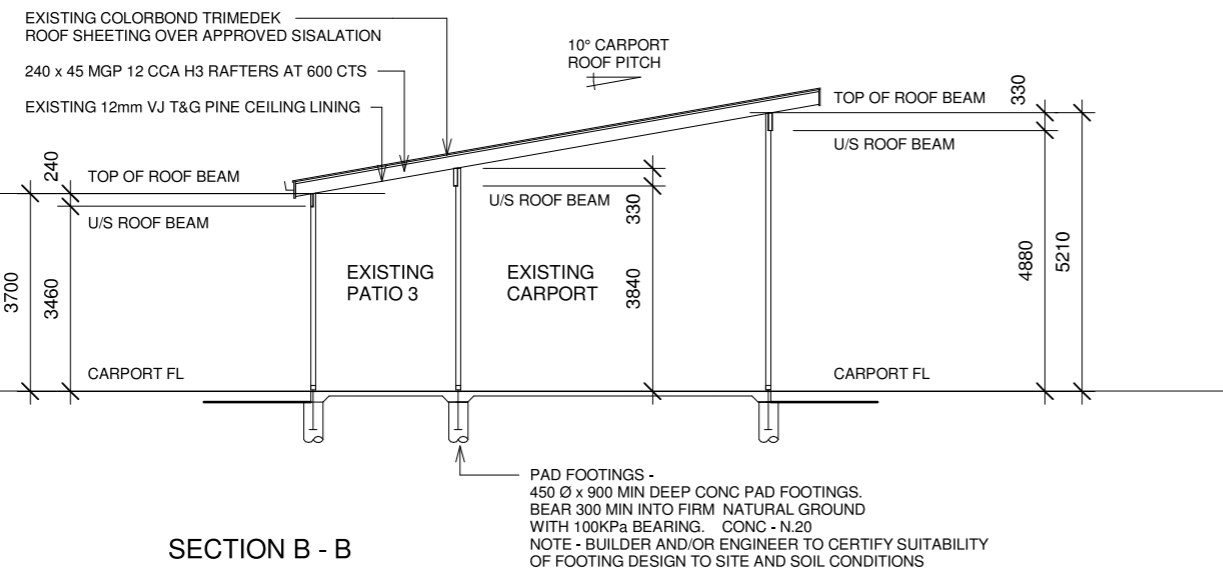 EXISTING COLORBOND TRIMEDEK
ROOF SHEETING OVER APPROVED SISALATION
240 x 45 MGP 12 CCA H3 RAFTERS AT 600 CTS
EXISTING 12mm VJ T&G PINE CEILING LINING
10° CARPORT
ROOF PITCH
TOP OF ROOF BEAM
330
U/S ROOF BEAM
240
TOP OF ROOF BEAM
U/S ROOF BEAM
U/S ROOF BEAM
330
EXISTING
PATIO 3
EXISTING
CARPORT
3700
3460
3840
4880
5210
CARPORT FL
CARPORT FL
PAD FOOTINGS -
450 Ø x 900 MIN DEEP CONC PAD FOOTINGS.
BEAR 300 MIN INTO FIRM NATURAL GROUND
WITH 100KPa BEARING. CONC - N.20
NOTE - BUILDER AND/OR ENGINEER TO CERTIFY SUITABILITY
OF FOOTING DESIGN TO SITE AND SOIL CONDITIONS
SECTION B - B